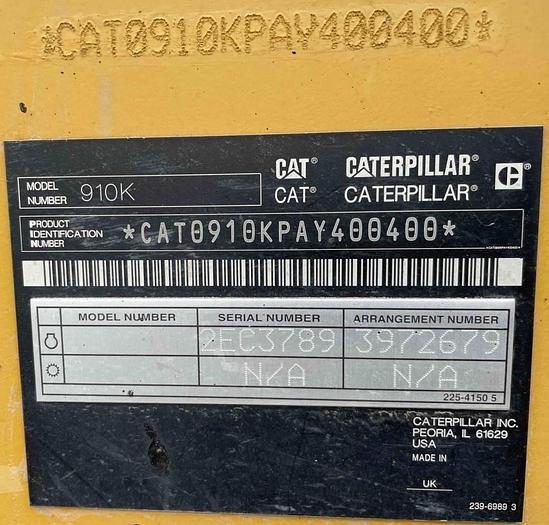 *CAT0910KPAY400400*
CAT® CATERPILLAR®
MODEL NUMBER 910K
CAT® CATERPILLAR®
PRODUCT IDENTIFICATION NUMBER *CAT0910KPAY400400*
*CAT0910KPAY400400*
MODEL NUMBER SERIAL NUMBER ARRANGEMENT NUMBER
2EC3789 3972679
N/A N/A
225-4150 5
CATERPILLAR INC.
PEORIA, IL 61629
USA
MADE IN
UK
239-6989 3